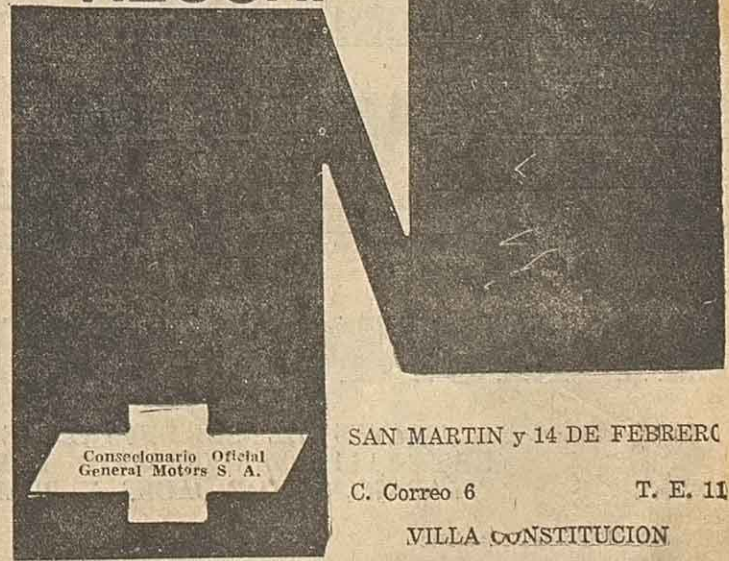 Consecionario Oficial
General Motors S A.
SAN MARTIN y 14 DE FEBRERO
C. Correo 6 T. E. 11
VILLA CONSTITUCION